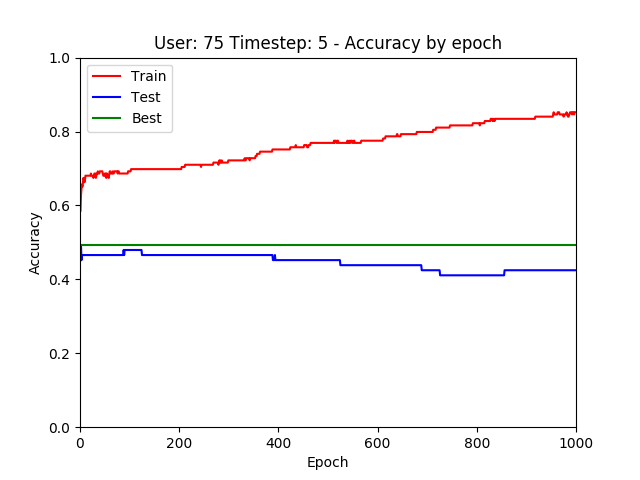 User: 75 Timestep: 5 - Accuracy by epoch
Train
Test
Best
Accuracy
1.0
0.8
0.6
0.4
0.2
0.0
0 200 400 600 800 1000
Epoch